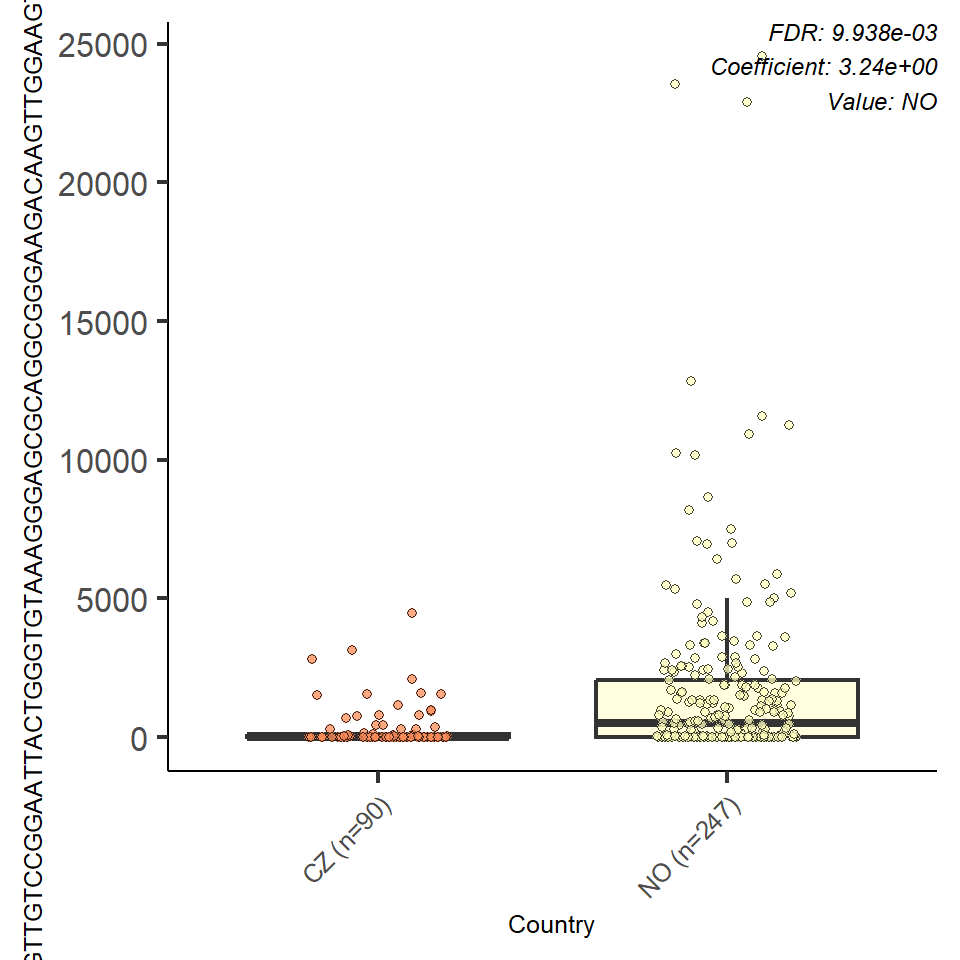 GTTGTCCGGAATTACTGGGTGTAAAGGGAGCGCAGGCGGGAAGACAAGTTGGAAGT
25000
20000
15000
10000
5000
0
FDR: 9.938e-03
Coefficient: 3.24e+00
Value: NO
CZ (n=90)
NO (n=247)
Country